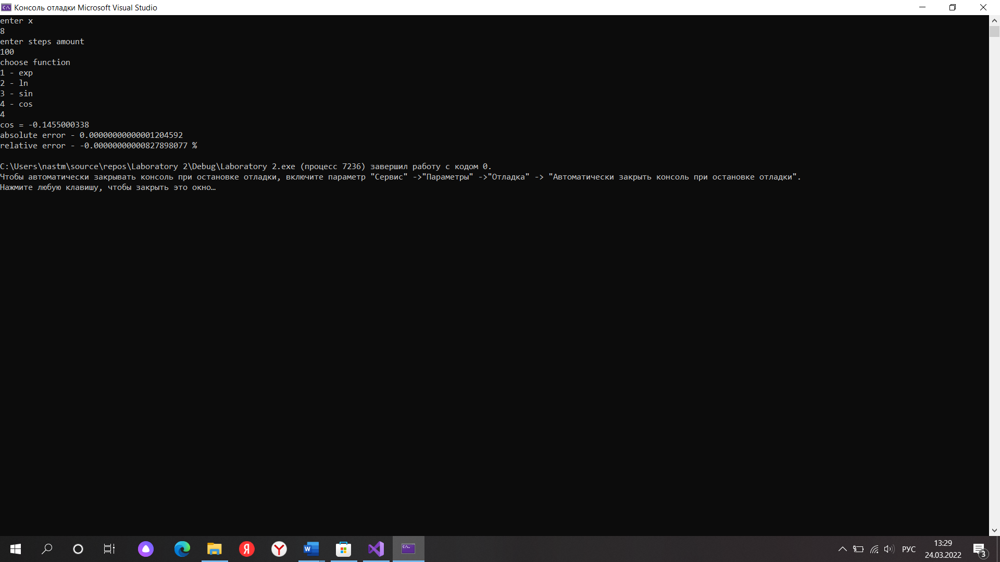 Консоль отладки Microsoft Visual Studio
enter x
8
enter steps amount
100
choose function
1 - exp
2 - ln
3 - sin
4 - cos
4
cos = -0.1455000338
absolute error - 0.00000000000001204592
relative error - -0.00000000000827898077 %
C:\Users\nastm\source\repos\Laboratory 2\Debug\Laboratory 2.exe (процесс 7236) завершил работу с кодом 0.
Чтобы автоматически закрывать консоль при остановке отладки, включите параметр "Сервис" ->"Параметры" ->"Отладка" -> "Автоматически закрыть консоль при остановке отладки".
Нажмите любую клавишу, чтобы закрыть это окно…
РУС
13:29
24.03.2022
3